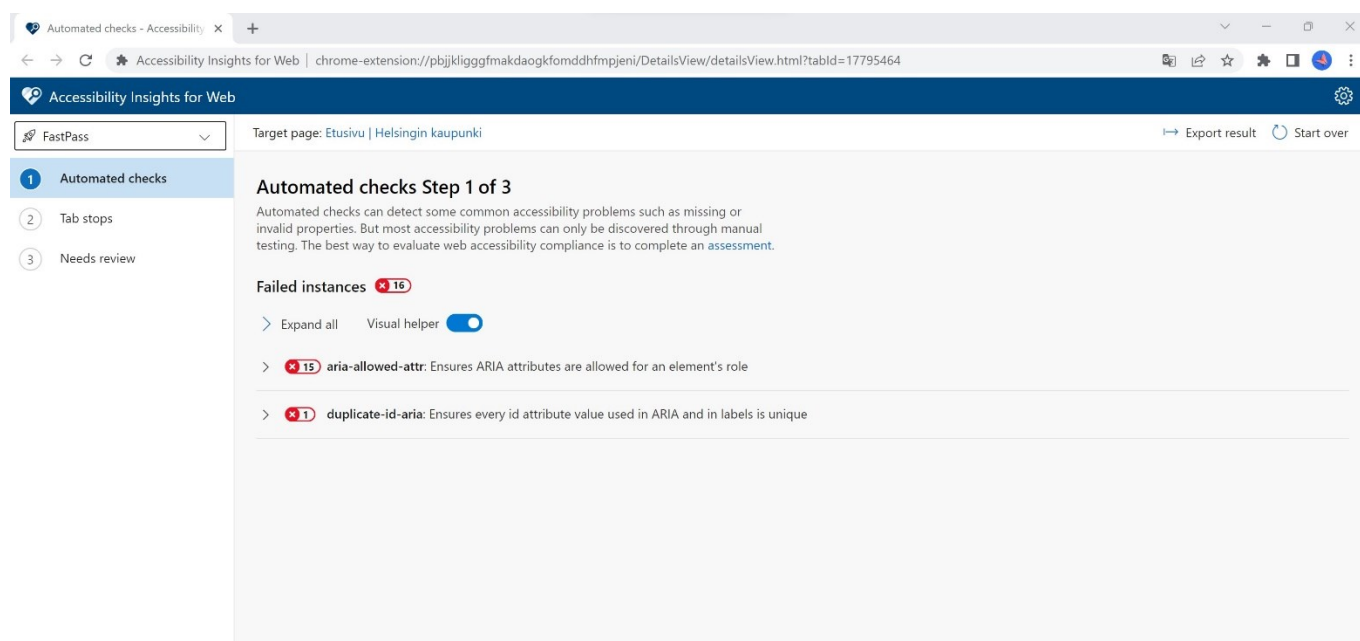 Automated checks - Accessibility
Accessibility Insights for Web | chrome-extension://pbjjkligggfmakdaogkfomddhfmpjeni/DetailsView/detailsView.html?tabId=17795464
Accessibility Insights for Web
FastPass
Target page: Etusivu | Helsingin kaupunki
Export result
Start over
1 Automated checks
2 Tab stops
3 Needs review
Automated checks Step 1 of 3
Automated checks can detect some common accessibility problems such as missing or
invalid properties. But most accessibility problems can only be discovered through manual
testing. The best way to evaluate web accessibility compliance is to complete an assessment.
Failed instances 16
Expand all
Visual helper
15 aria-allowed-attr: Ensures ARIA attributes are allowed for an element's role
1 duplicate-id-aria: Ensures every id attribute value used in ARIA and in labels is unique